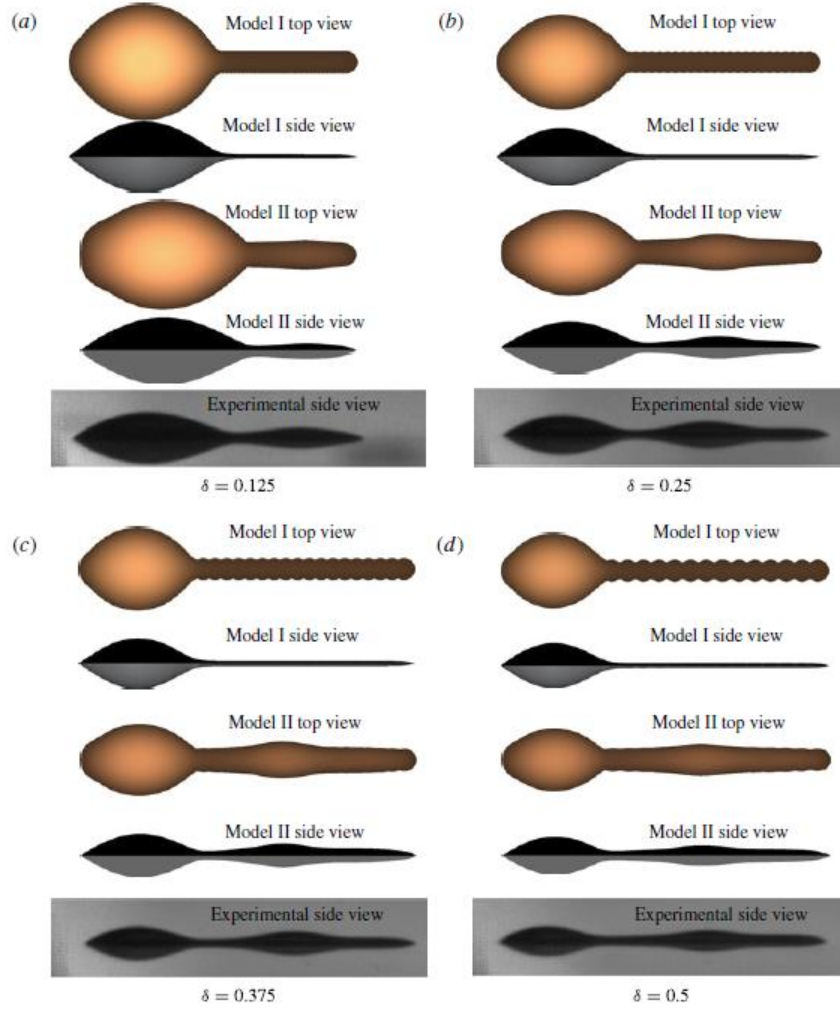 (a)
Model I top view
Model I side view
Model II top view
Model II side view
Experimental side view
δ = 0.125
(b)
Model I top view
Model I side view
Model II top view
Model II side view
Experimental side view
δ = 0.25
(c)
Model I top view
Model I side view
Model II top view
Model II side view
Experimental side view
δ = 0.375
(d)
Model I top view
Model I side view
Model II top view
Model II side view
Experimental side view
δ = 0.5